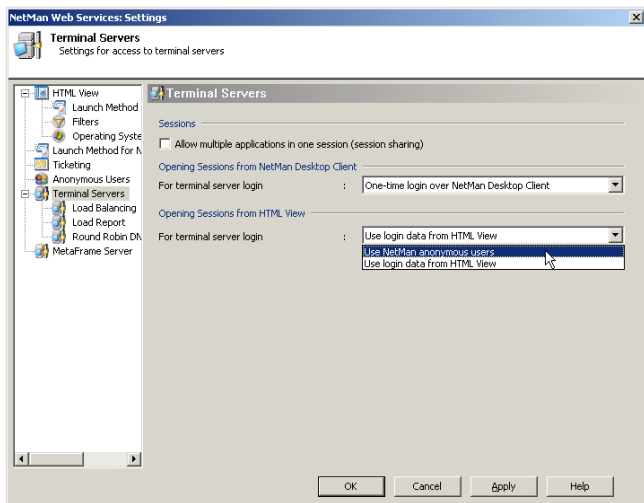 NetMan Web Services: Settings
Terminal Servers
Settings for access to terminal servers
HTML View
Launch Method
Filters
Operating Syste
Launch Method for N
Ticketing
Anonymous Users
Terminal Servers
Load Balancing
Load Report
Round Robin DN
MetaFrame Server
Terminal Servers
Sessions
Allow multiple applications in one session (session sharing)
Opening Sessions from NetMan Desktop Client
For terminal server login : One-time login over NetMan Desktop Client
Opening Sessions from HTML View
For terminal server login : Use login data from HTML View
Use NetMan anonymous users
Use login data from HTML View
OK Cancel Apply Help